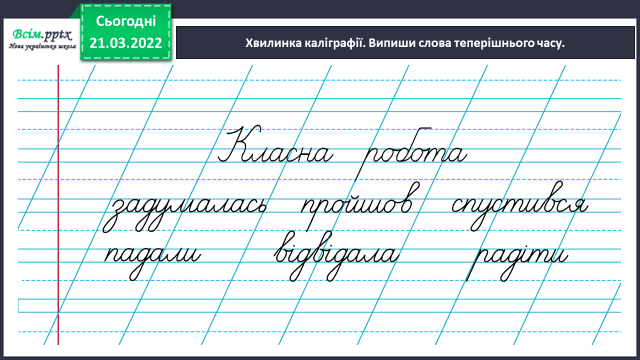 Всім.pptx
Нова українська школа
Сьогодні
21.03.2022
Хвилинка каліграфії. Випиши слова теперішнього часу.
Класна робота
задумалась пройшов спустився
падали відвідала радіти